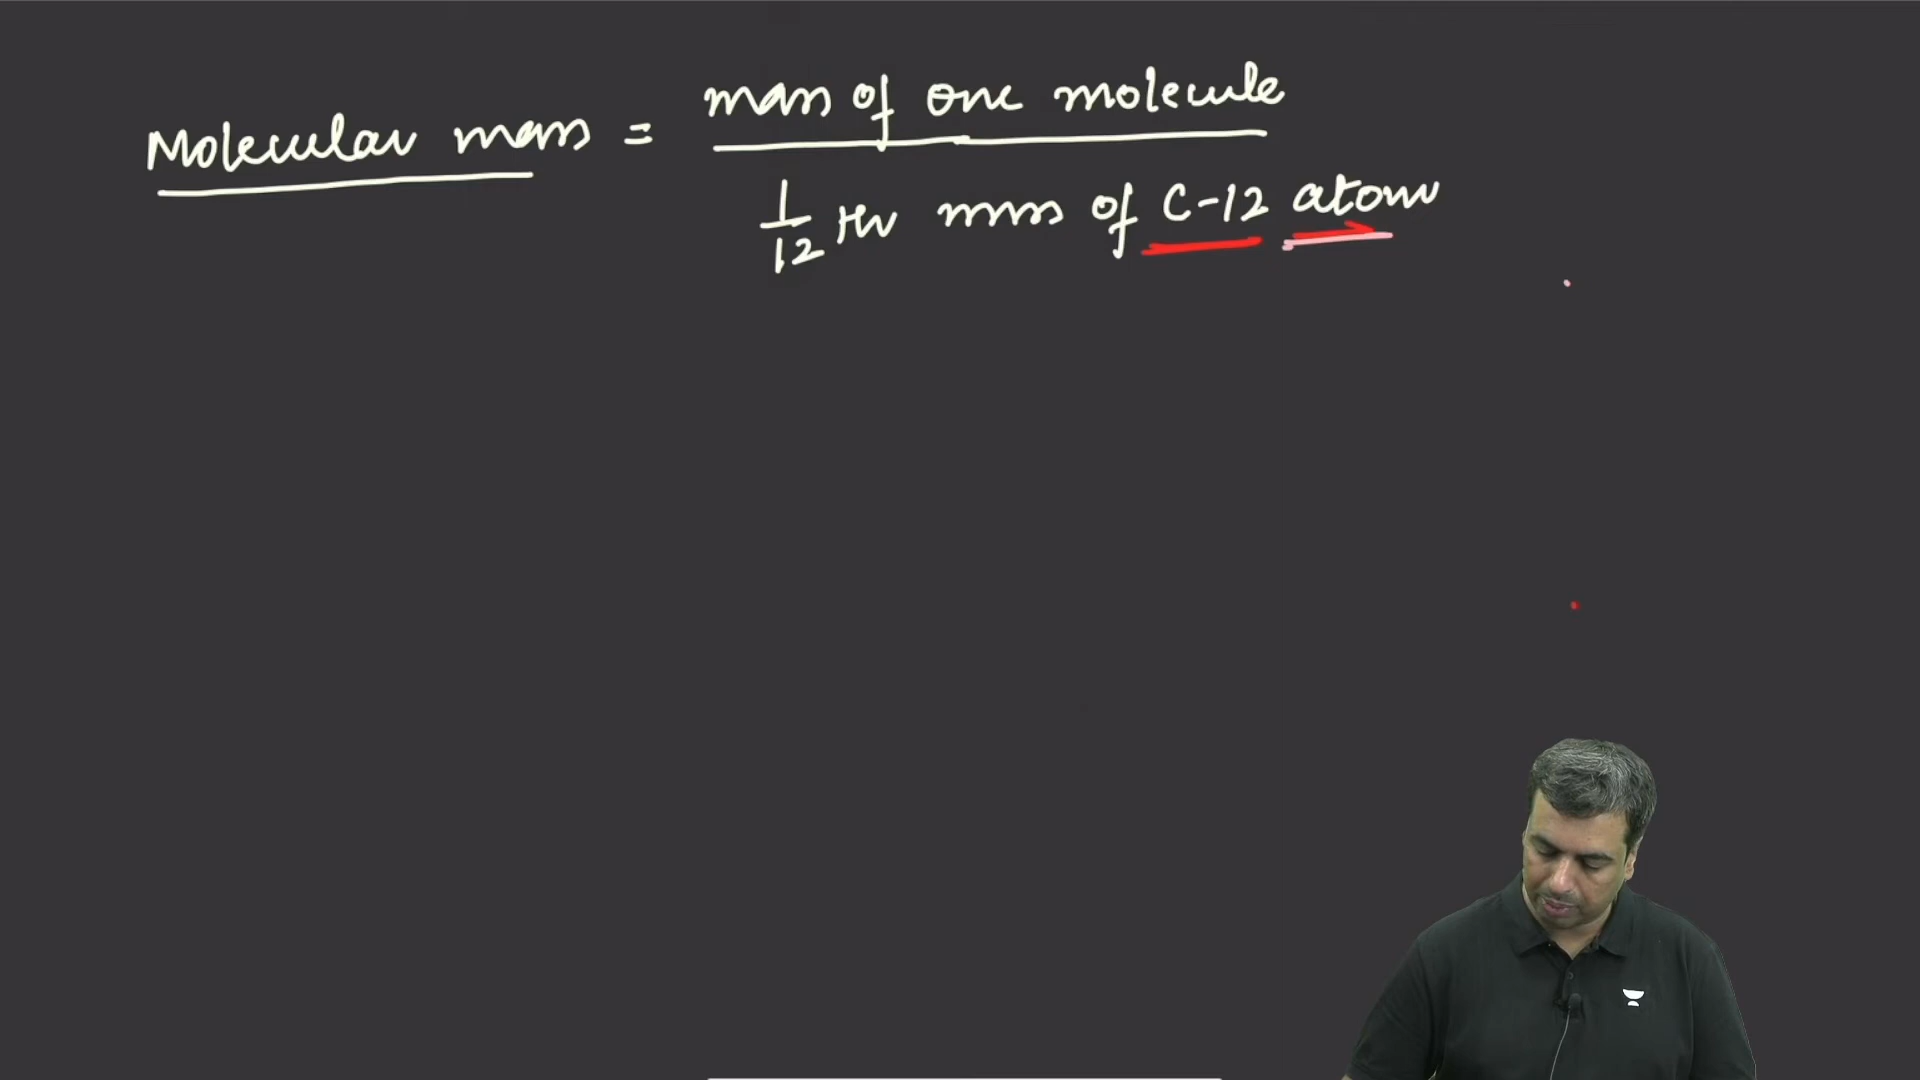 Molecular mass = mass of one molecule
1/12 th mass of C-12 atom